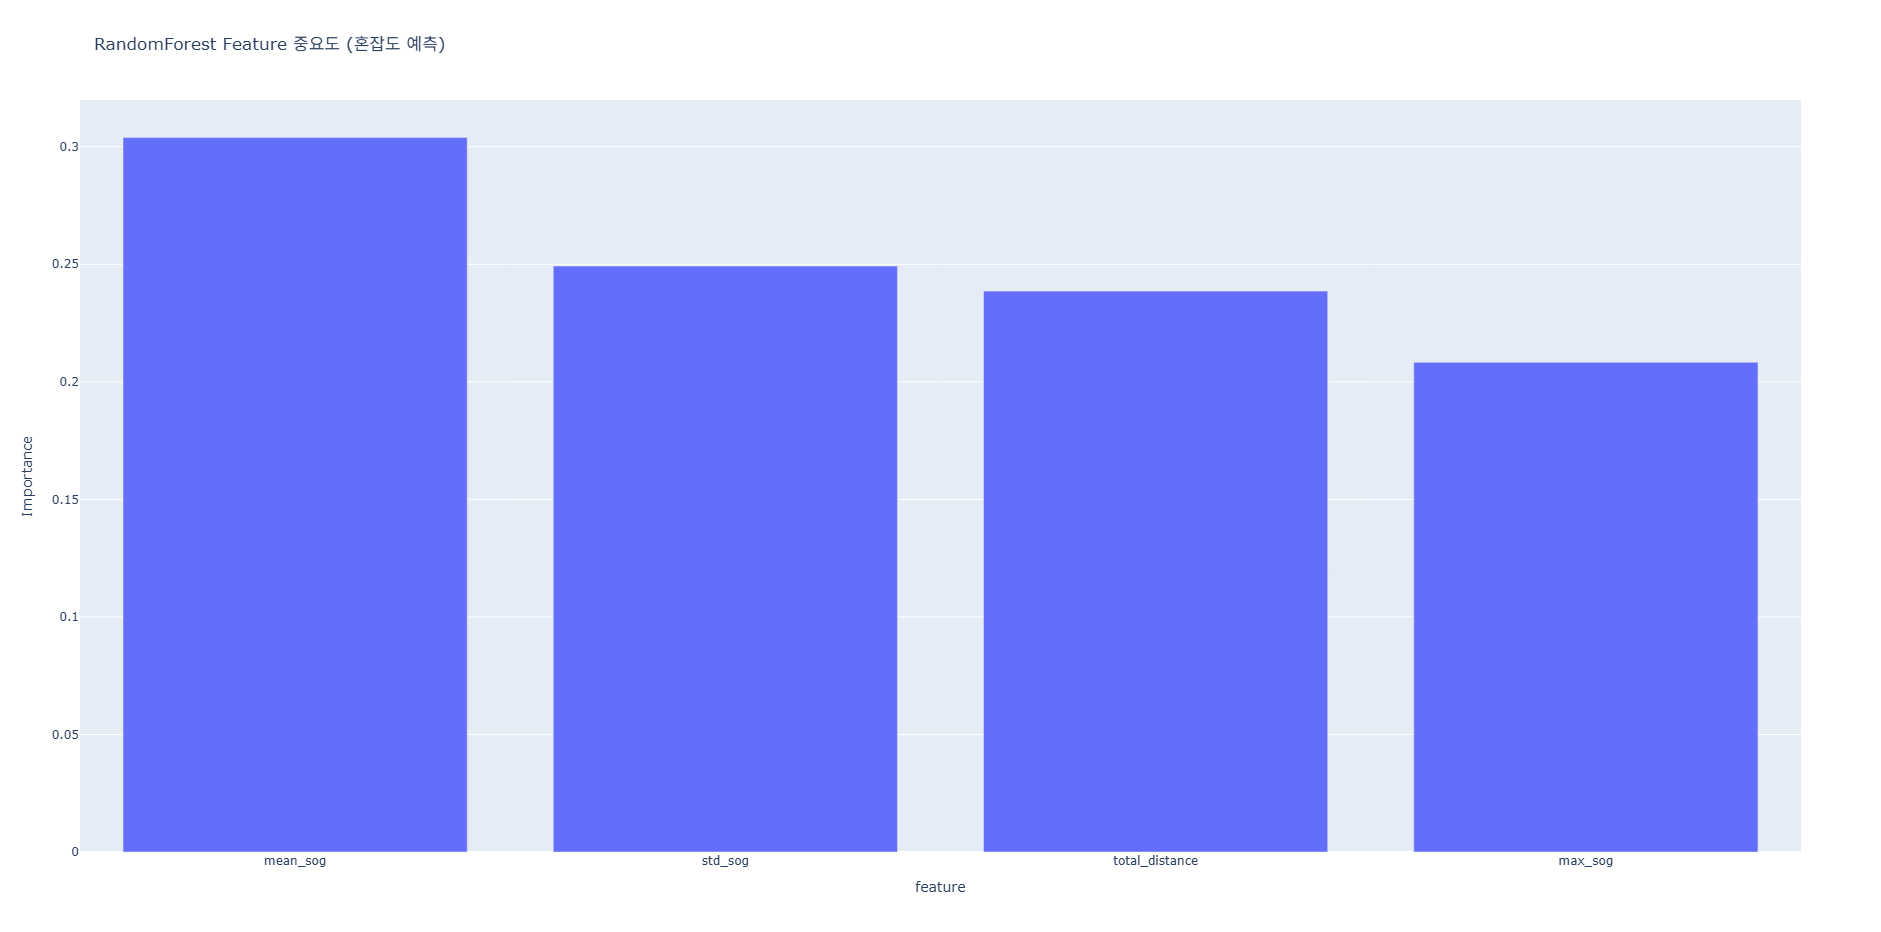 RandomForest Feature 중요도 (혼잡도 예측)
0.3
0.25
0.2
0.15
0.1
0.05
0
Importance
mean_sog
std_sog
total_distance
max_sog
feature